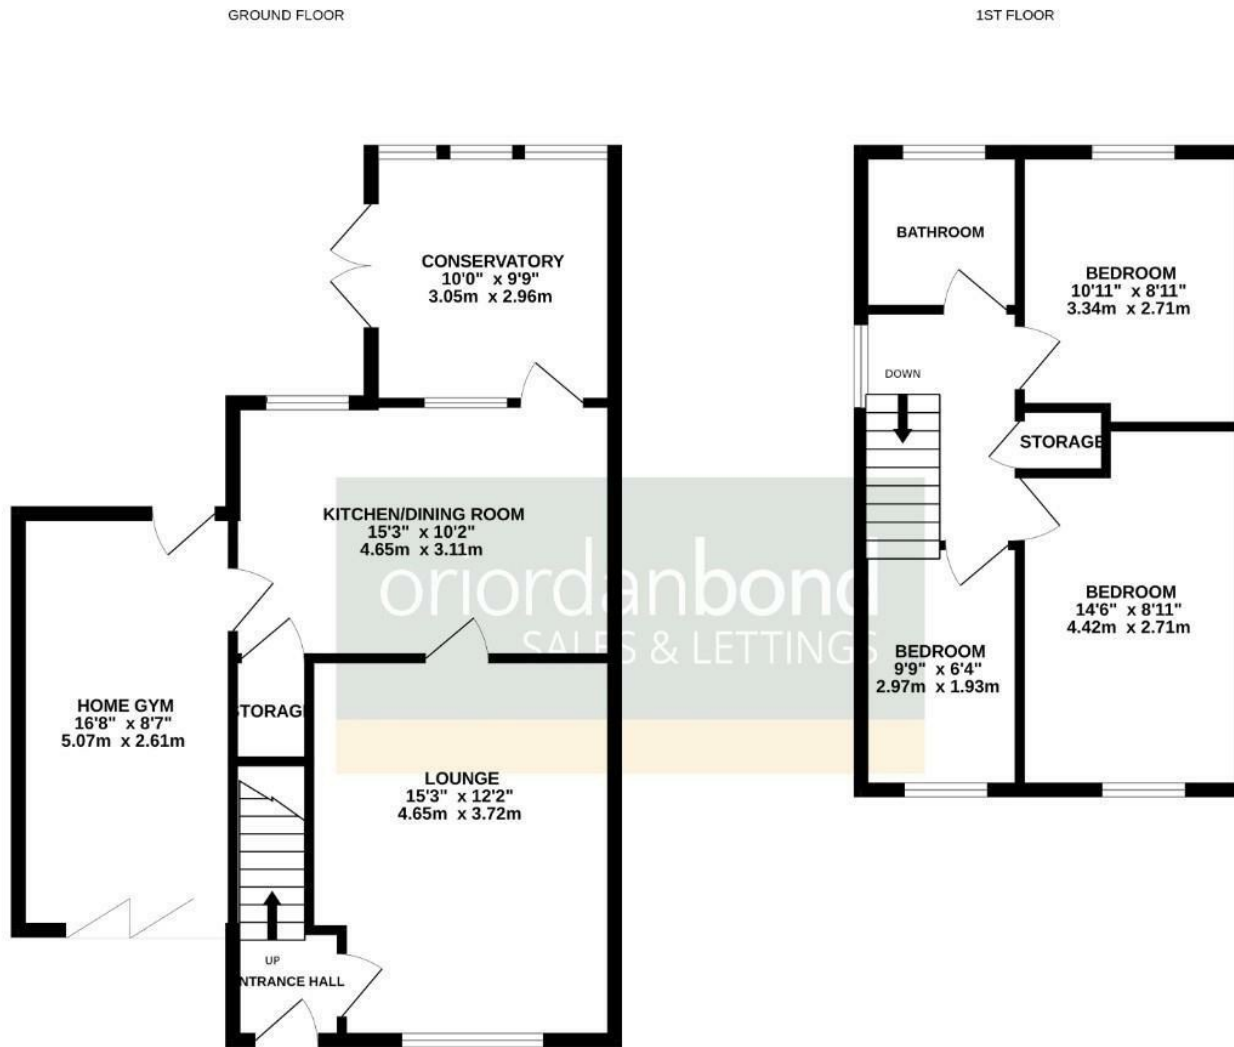 GROUND FLOOR
1ST FLOOR
CONSERVATORY
10'0" x 9'9"
3.05m x 2.96m
KITCHEN/DINING ROOM
15'3" x 10'2"
4.65m x 3.11m
HOME GYM
16'8" x 8'7"
5.07m x 2.61m
STORAGE
LOUNGE
15'3" x 12'2"
4.65m x 3.72m
UP
ENTRANCE HALL
BATHROOM
BEDROOM
10'11" x 8'11"
3.34m x 2.71m
DOWN
STORAGE
BEDROOM
14'6" x 8'11"
4.42m x 2.71m
BEDROOM
9'9" x 6'4"
2.97m x 1.93m
oriordanbond
SALES & LETTINGS